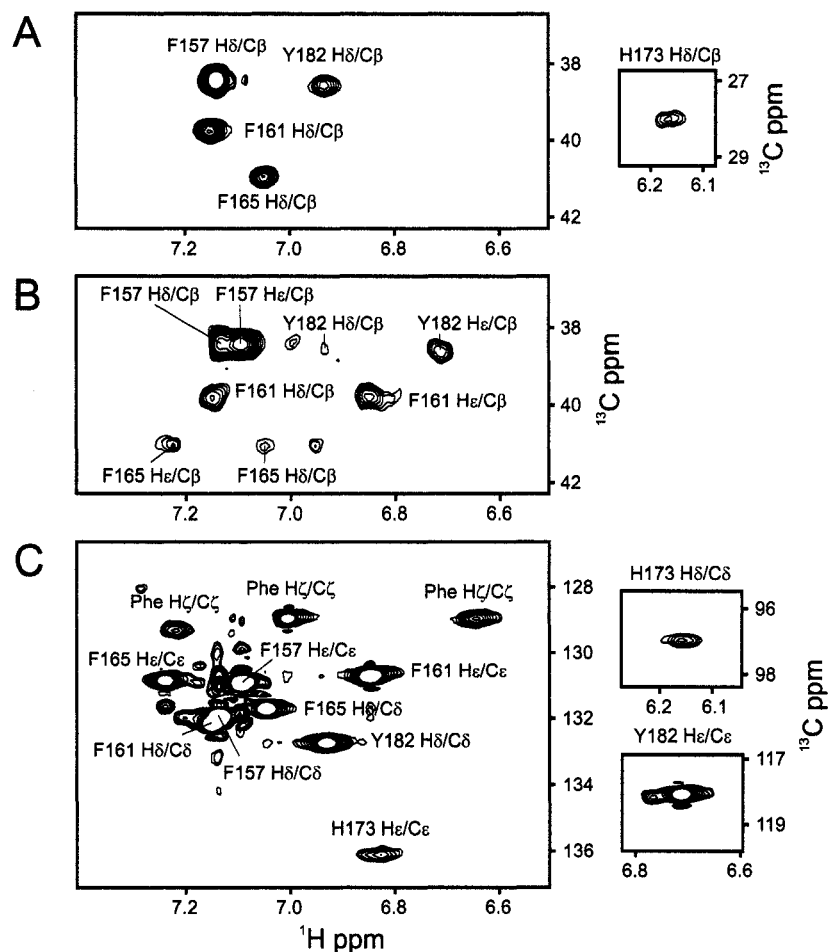 A
F157 Hδ/Cβ
Y182 Hδ/Cβ
F161 Hδ/Cβ
F165 Hδ/Cβ
38
40
42
7.2 7.0 6.8 6.6
H173 Hδ/Cβ
27
29
6.2 6.1
¹³C ppm
B
F157 Hδ/Cβ
F157 Hε/Cβ
Y182 Hδ/Cβ
Y182 Hε/Cβ
F161 Hδ/Cβ
F161 Hε/Cβ
F165 Hε/Cβ
F165 Hδ/Cβ
38
40
42
¹³C ppm
7.2 7.0 6.8 6.6
C
Phe Hζ/Cζ
Phe Hζ/Cζ
Phe Hζ/Cζ
F157 Hε/Cε
F165 Hε/Cε
F161 Hε/Cε
F165 Hδ/Cδ
F161 Hδ/Cδ
Y182 Hδ/Cδ
F157 Hδ/Cδ
H173 Hε/Cε
128
130
132
134
136
7.2 7.0 6.8 6.6
¹H ppm
H173 Hδ/Cδ
96
98
6.2 6.1
¹³C ppm
Y182 Hε/Cε
117
119
6.8 6.6